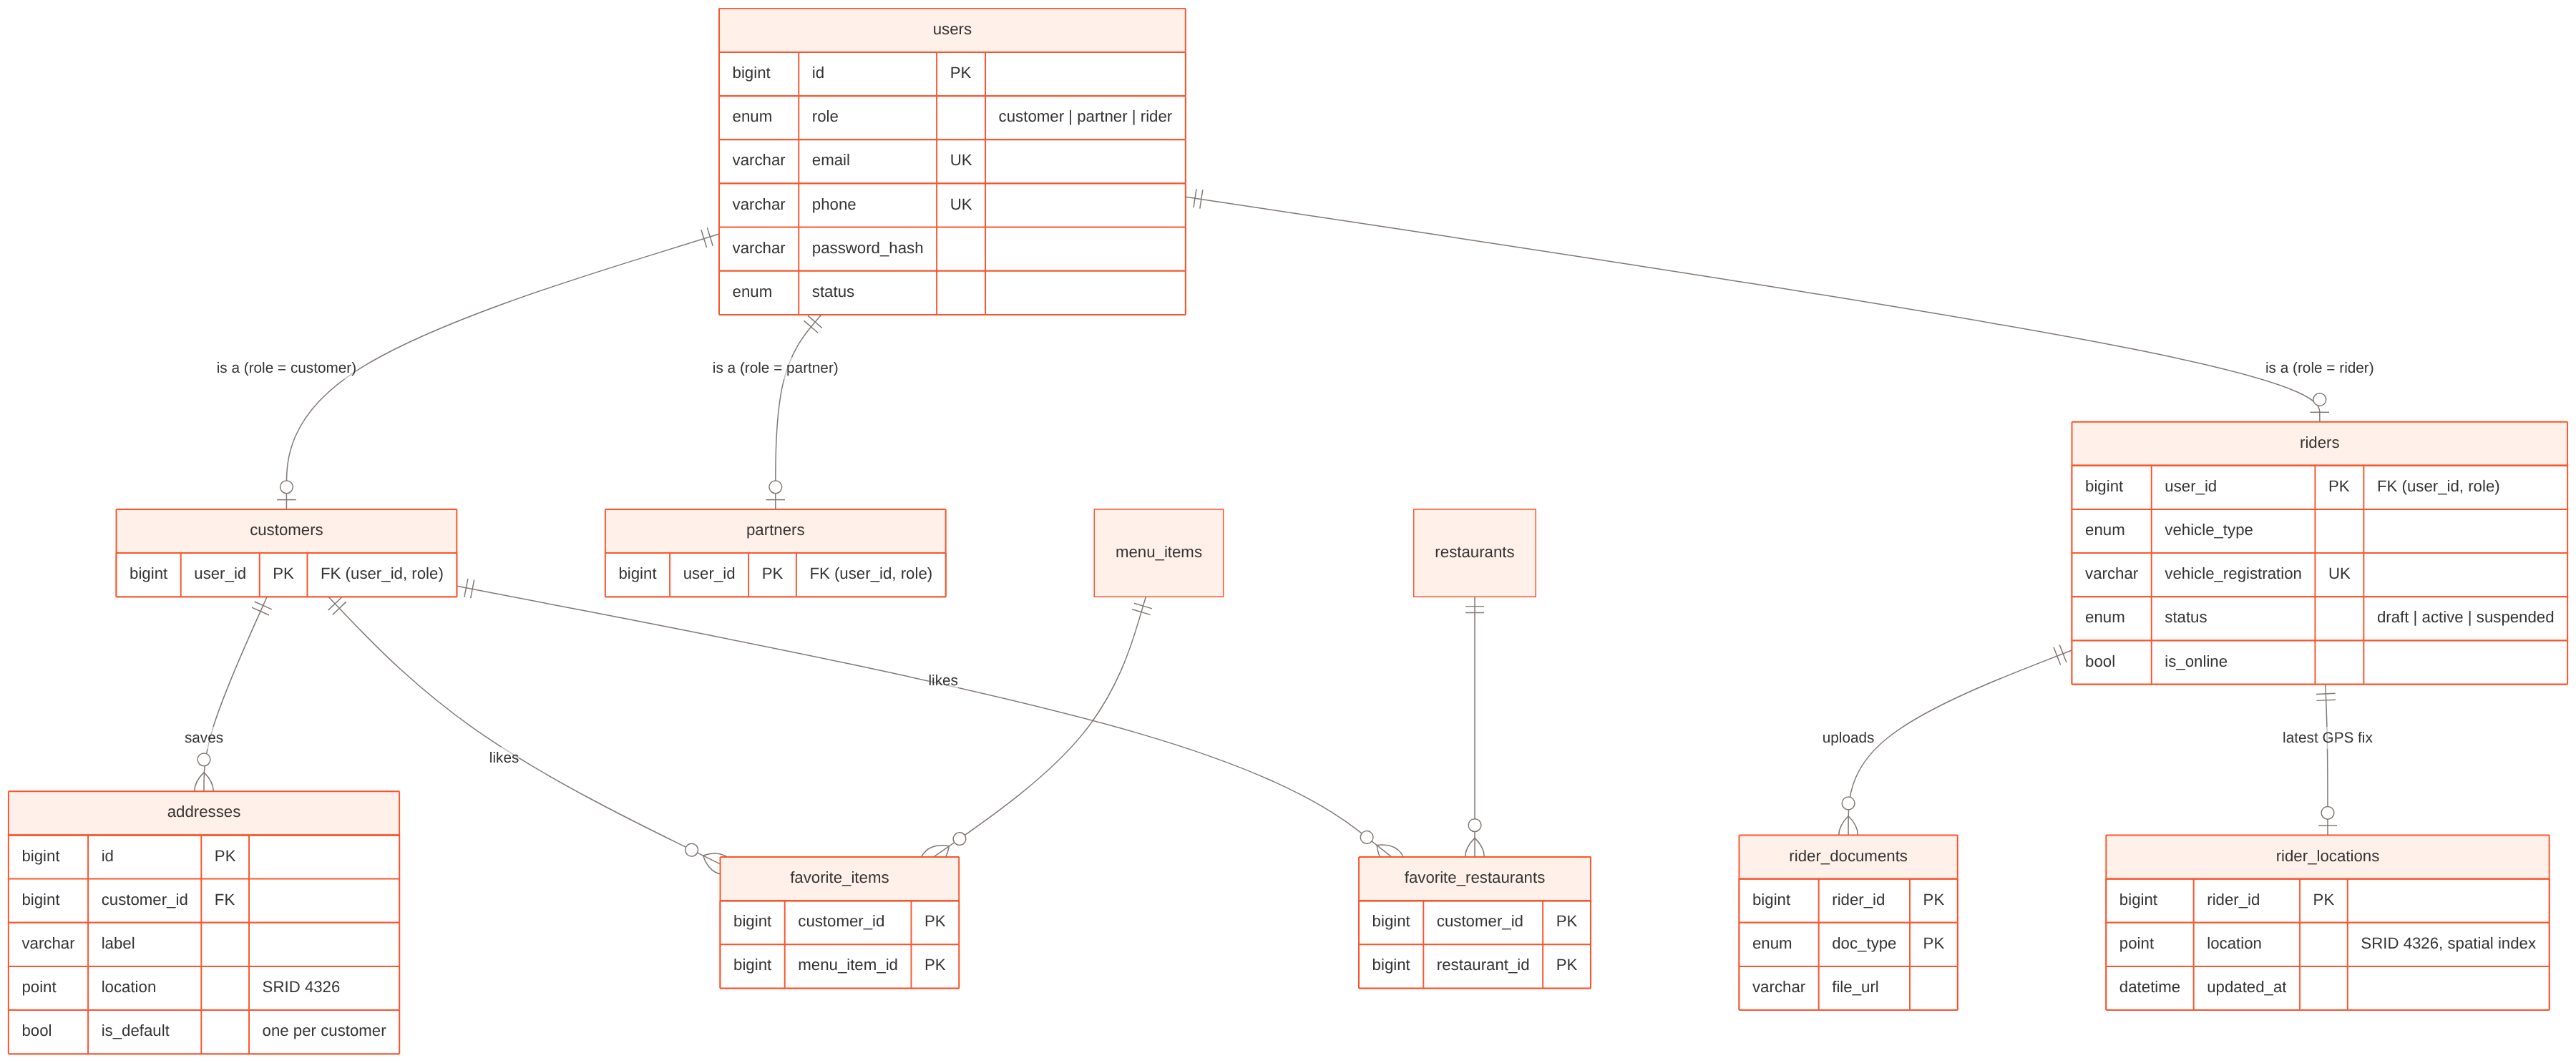 users
bigint id PK
enum role customer | partner | rider
varchar email UK
varchar phone UK
varchar password_hash
enum status
is a (role = customer)
is a (role = partner)
is a (role = rider)
customers
bigint user_id PK FK (user_id, role)
partners
bigint user_id PK FK (user_id, role)
menu_items
restaurants
riders
bigint user_id PK FK (user_id, role)
enum vehicle_type
varchar vehicle_registration UK
enum status draft | active | suspended
bool is_online
saves
likes
likes
uploads
latest GPS fix
addresses
bigint id PK
bigint customer_id FK
varchar label
point location SRID 4326
bool is_default one per customer
favorite_items
bigint customer_id PK
bigint menu_item_id PK
favorite_restaurants
bigint customer_id PK
bigint restaurant_id PK
rider_documents
bigint rider_id PK
enum doc_type PK
varchar file_url
rider_locations
bigint rider_id PK
point location SRID 4326, spatial index
datetime updated_at